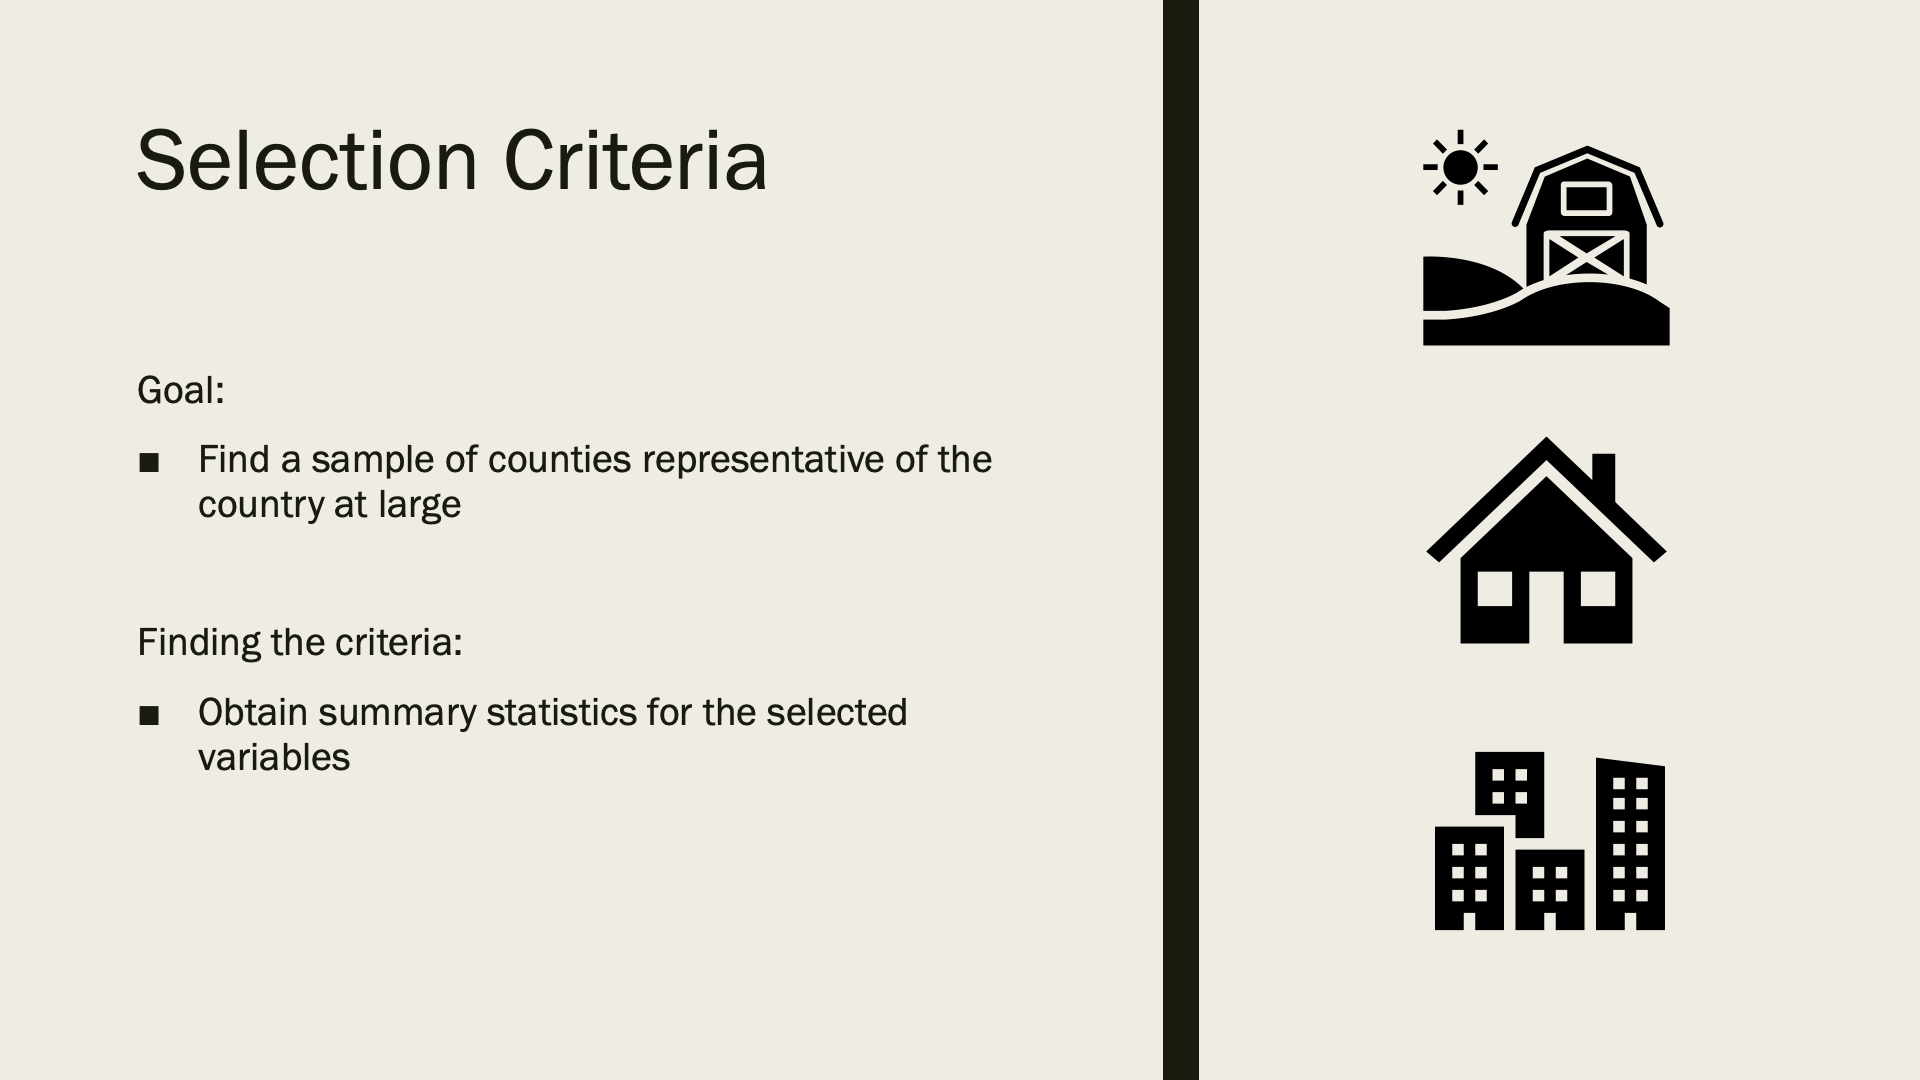 Selection Criteria
Goal:
■ Find a sample of counties representative of the
country at large
Finding the criteria:
■ Obtain summary statistics for the selected
variables